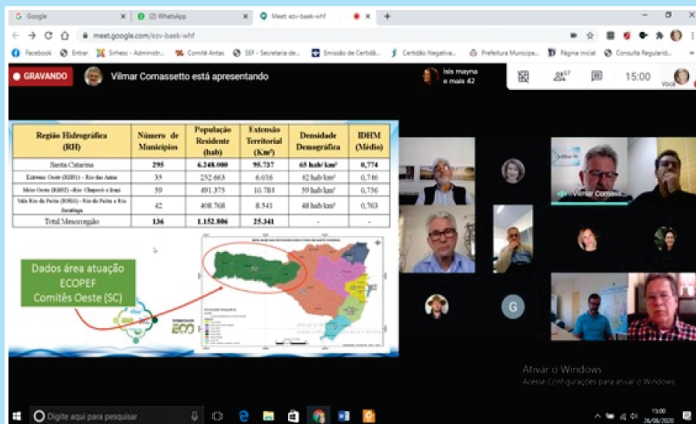 Google
(2) WhatsApp
Meet: ezv-baek-whf
meet.google.com/ezv-baek-whf
Facebook
Entrar
Sirhesc - Administr...
Comitê Antas
SEF - Secretaria de...
Emissão de Certidã...
Certidão Negativa...
Prefeitura Municipa...
Página inicial
Consulta Regularid...
GRAVANDO
Vilmar Comassetto está apresentando
isis mayna
e mais 42
57
15:00
Você
Região Hidrográfica (RH) Número de Municípios População Residente (hab) Extensão Territorial (Km²) Densidade Demográfica IDHM (Médio)
Santa Catarina 295 6.248.000 95.737 65 hab/ km² 0,774
Extremo Oeste (RH01) - Rio das Antas 35 252.663 6.016 42 hab/km² 0,746
Meio Oeste (RH02) - Rio Chapecó e Irani 59 491.375 10.784 59 hab/km² 0,756
Vale Rio do Peixe (RH03) - Rio do Peixe e Rio Jacutinga 42 408.768 8.541 48 hab/km² 0,763
Total Mesorregião 136 1.152.806 25.341 - -
Dados área atuação
ECOPEF
Comitês Oeste (SC)
ECO
Vilmar Comass...
G
Ativar o Windows
Acesse Configurações para ativar o Windows
Digite aqui para pesquisar
15:00
26/08/2020